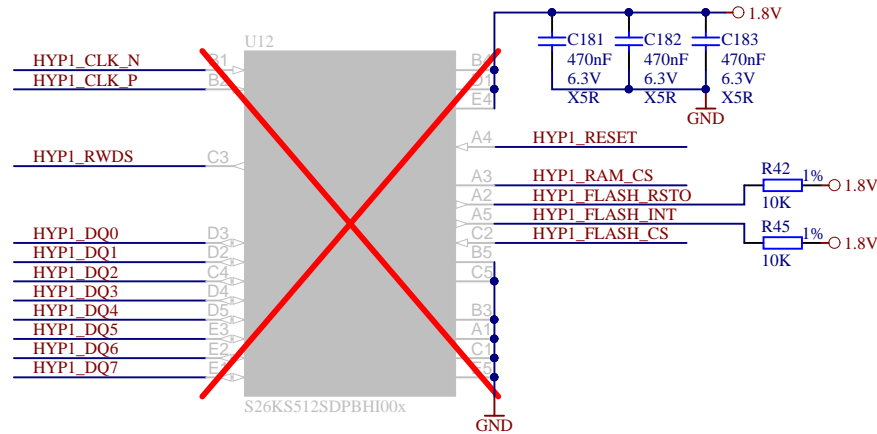 U12
HYP1_CLK_N B1
HYP1_CLK_P B2
HYP1_RWDS C3
HYP1_DQ0 D3
HYP1_DQ1 D2
HYP1_DQ2 C4
HYP1_DQ3 D4
HYP1_DQ4 D5
HYP1_DQ5 E3
HYP1_DQ6 E2
HYP1_DQ7
S26KS512SDPBHI00x
D1
E4
A4 HYP1_RESET
A3 HYP1_RAM_CS
A2 HYP1_FLASH_RSTO
A5 HYP1_FLASH_INT
C2 HYP1_FLASH_CS
B5
C5
B3
A1
C1
E5
GND
1.8V
C181
470nF
6.3V
X5R
C182
470nF
6.3V
X5R
C183
470nF
6.3V
X5R
GND
R42 1%
10K
1.8V
R45 1%
10K
1.8V